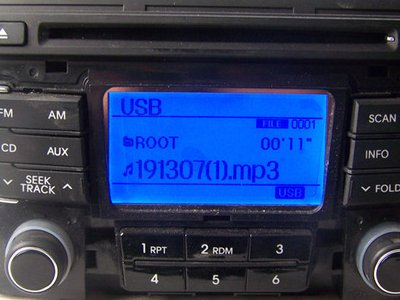 USB
FILE 0001
ROOT 00'11"
191307(1).mp3
USB
FM AM
CD AUX
SEEK
TRACK
SCAN
INFO
FOLD
1 RPT 2 RDM 3
4 5 6